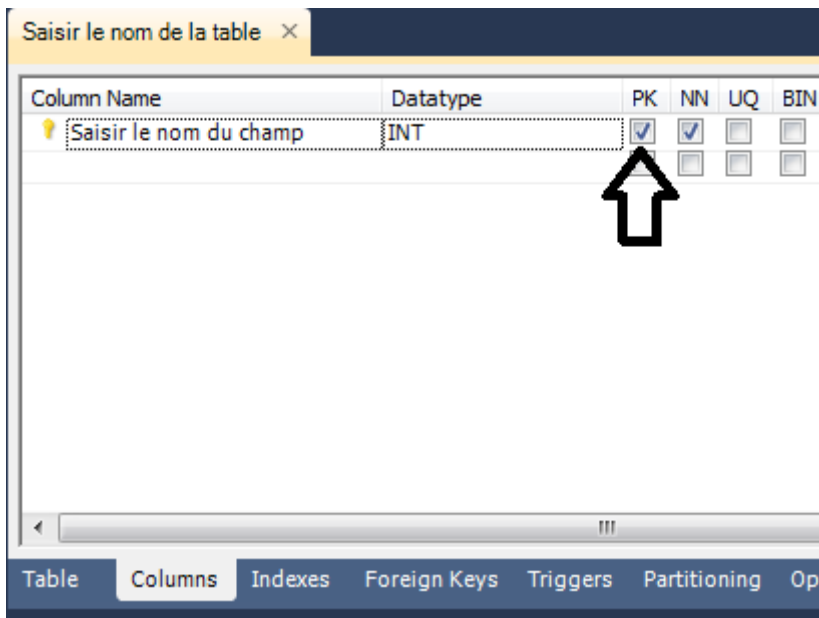 Saisir le nom de la table ×
Column Name Datatype PK NN UQ BIN
Saisir le nom du champ INT
Table Columns Indexes Foreign Keys Triggers Partitioning Op